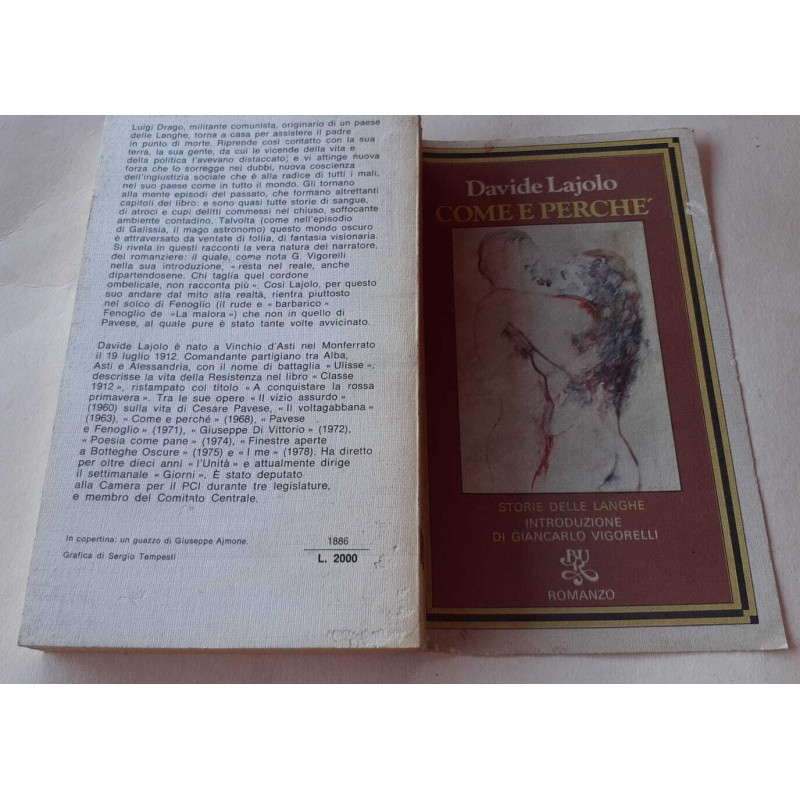 Luigi Drago, militante comunista, originario di un paese
delle Langhe, torna a casa per assistere il padre
in punto di morte. Riprende così contatto con la sua
terra, la sua gente, da cui le vicende della vita e
della politica l'avevano distaccato; e vi attinge nuova
forza che lo sorregge nei dubbi, nuova coscienza
dell'ingiustizia sociale che è alla radice di tutti i mali,
nel suo paese come in tutto il mondo. Gli tornano
alla mente episodi del passato, che formano altrettanti
capitoli del libro: e sono quasi tutte storie di sangue,
di atroci e cupi delitti commessi nel chiuso, soffocante
ambiente contadino. Talvolta (come nell'episodio
di Galissia, il mago astronomo) questo mondo oscuro
è attraversato da ventate di follia, di fantasia visionaria.
Si rivela in questi racconti la vera natura del narratore,
del romanziere: il quale, come nota G. Vigorelli
nella sua introduzione, « resta nel reale, anche
dipartendosene. Chi taglia quel cordone
ombelicale, non racconta più ». Così Lajolo, per questo
suo andare dal mito alla realtà, rientra piuttosto
nel solco di Fenoglio (il rude e « barbarico »
Fenoglio de «La malora») che non in quello di
Pavese, al quale pure è stato tante volte avvicinato.
Davide Lajolo è nato a Vinchio d'Asti nel Monferrato
il 19 luglio 1912. Comandante partigiano tra Alba,
Asti e Alessandria, con il nome di battaglia « Ulisse»,
descrisse la vita della Resistenza nel libro « Classe
1912 », ristampato col titolo « A conquistare la rossa
primavera ». Tra le sue opere « Il vizio assurdo »
(1960) sulla vita di Cesare Pavese, « Il voltagabbana »
(1963), « Come e perché » (1968), « Pavese
e Fenoglio » (1971), « Giuseppe Di Vittorio » (1972),
« Poesia come pane » (1974), « Finestre aperte
a Botteghe Oscure » (1975) e « I me » (1978). Ha diretto
per oltre dieci anni « l'Unità » e attualmente dirige
il settimanale « Giorni ». È stato deputato
alla Camera per il PCI durante tre legislature,
e membro del Comitato Centrale.
In copertina: un guazzo di Giuseppe Ajmone.
Grafica di Sergio Tempesti
1886
L. 2000
Davide Lajolo
COME E PERCHE'
STORIE DELLE LANGHE
INTRODUZIONE
DI GIANCARLO VIGORELLI
BUR
ROMANZO